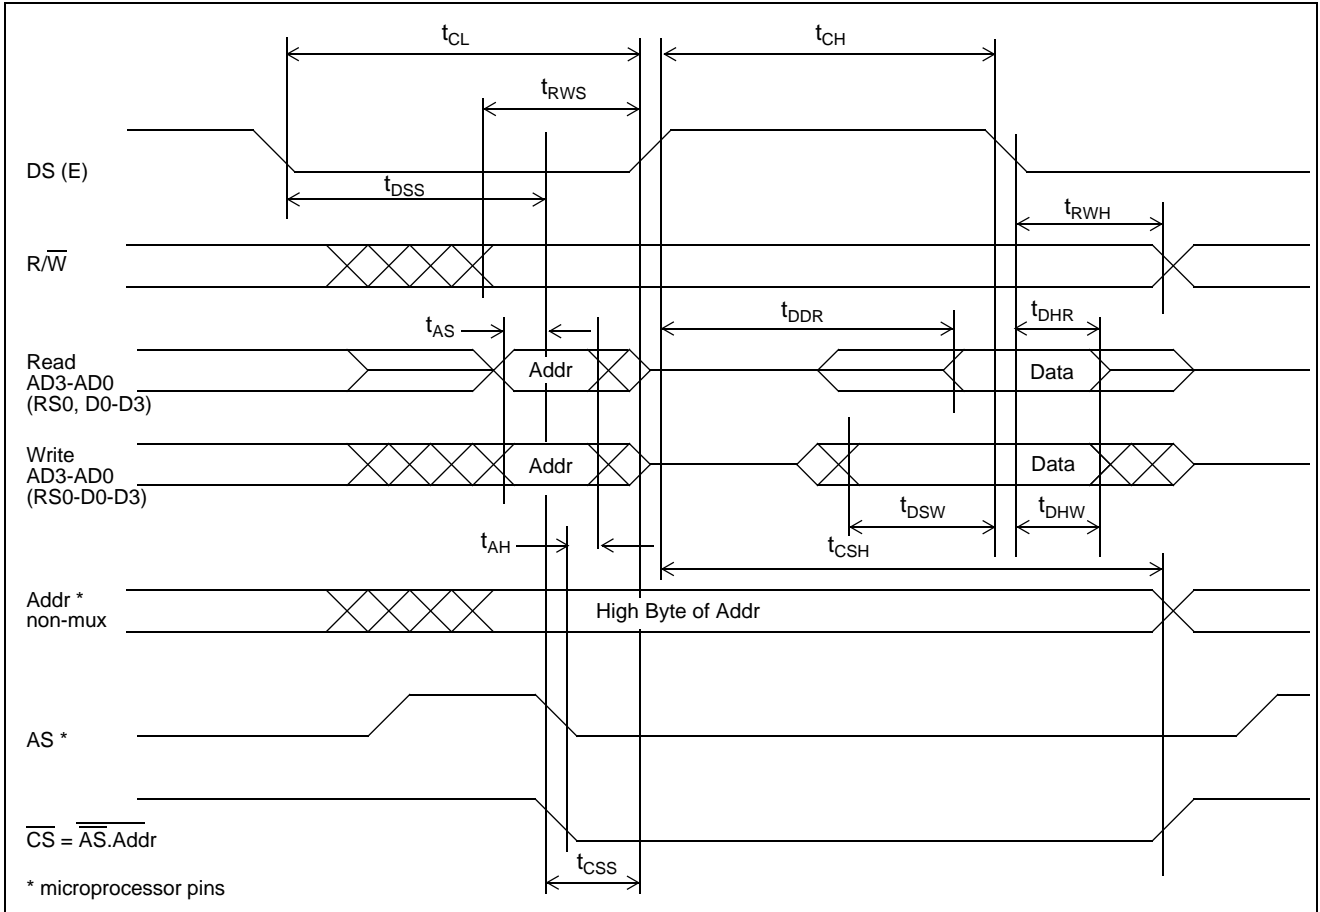 tCL
tCH
tRWS
DS (E)
tDSS
tRWH
R/W̅
tDDR
tDHR
tAS
Read
AD3-AD0
(RS0, D0-D3)
Addr
Data
Write
AD3-AD0
(RS0-D0-D3)
Addr
Data
tDSW
tDHW
tAH
tCSH
Addr *
non-mux
High Byte of Addr
AS *
CS = AS.Addr
tCSS
* microprocessor pins